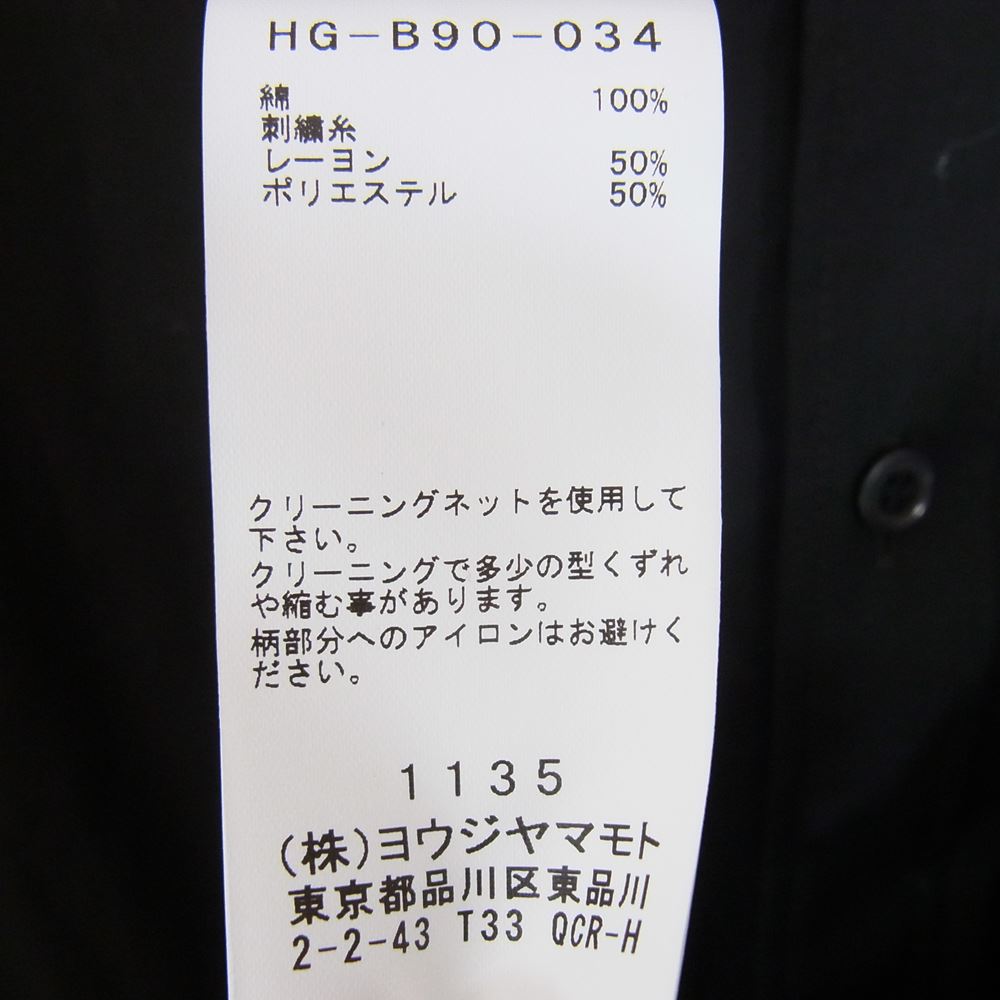 HG-B90-034
綿 100%
刺繍糸
レーヨン 50%
ポリエステル 50%
クリーニングネットを使用して
下さい。
クリーニングで多少の型くずれ
や縮む事があります。
柄部分へのアイロンはお避けく
ださい。
1135
(株)ヨウジヤマモト
東京都品川区東品川
2-2-43 T33 QCR-H